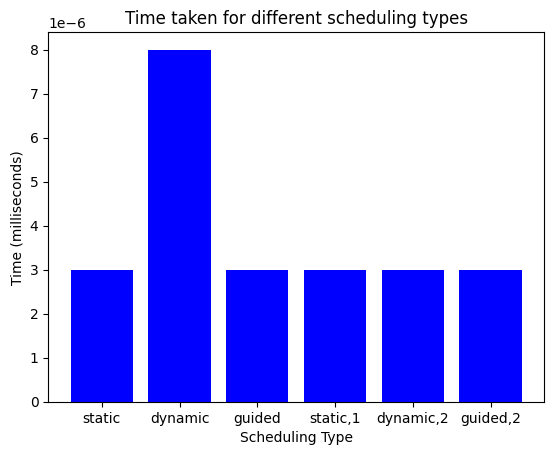 Time taken for different scheduling types
1e−6
8
7
6
5
4
3
2
1
0
Time (milliseconds)
static dynamic guided static,1 dynamic,2 guided,2
Scheduling Type